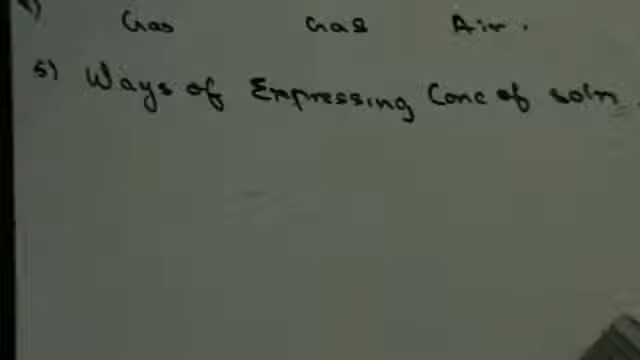 Gas Gas Air.
5) Ways of Expressing Conc of soln.